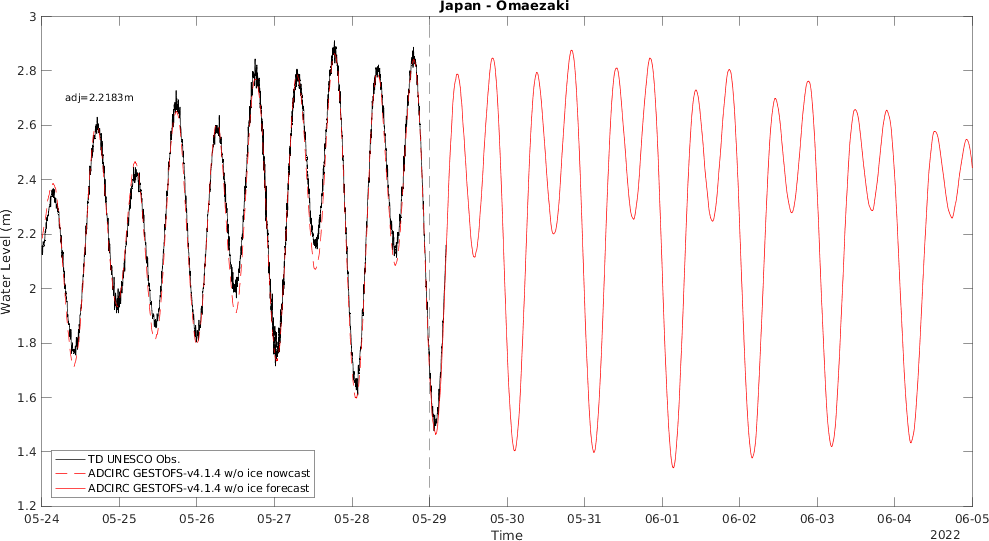 Japan - Omaezaki
3
2.8
2.6
2.4
2.2
2
1.8
1.6
1.4
1.2
Water Level (m)
adj=2.2183m
TD UNESCO Obs.
ADCIRC GESTOFS-v4.1.4 w/o ice nowcast
ADCIRC GESTOFS-v4.1.4 w/o ice forecast
05-24 05-25 05-26 05-27 05-28 05-29 05-30 05-31 06-01 06-02 06-03 06-04 06-05
Time
2022